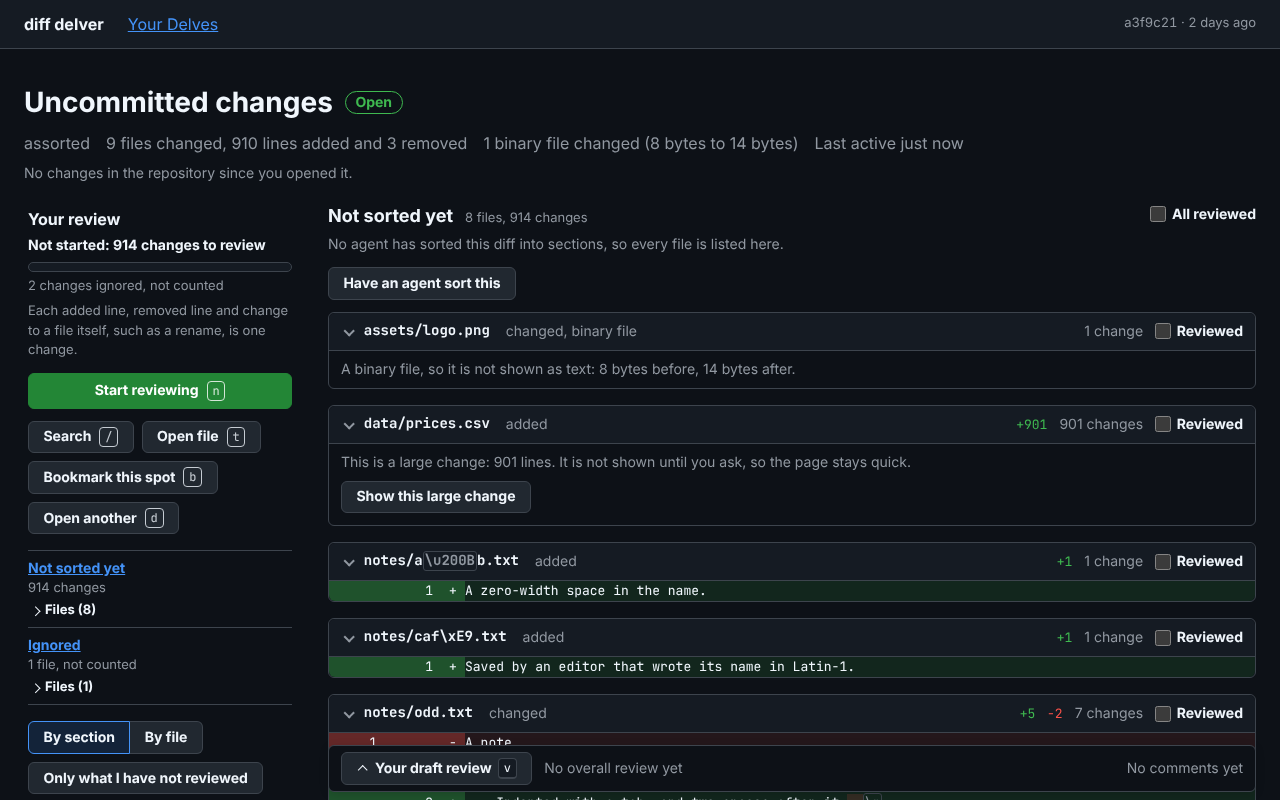 diff delver Your Delves a3f9c21 · 2 days ago
Uncommitted changes Open
assorted 9 files changed, 910 lines added and 3 removed 1 binary file changed (8 bytes to 14 bytes) Last active just now
No changes in the repository since you opened it.
Your review
Not started: 914 changes to review
2 changes ignored, not counted
Each added line, removed line and change
to a file itself, such as a rename, is one
change.
Start reviewing n
Search / Open file t
Bookmark this spot b
Open another d
Not sorted yet
914 changes
Files (8)
Ignored
1 file, not counted
Files (1)
By section By file
Only what I have not reviewed
Not sorted yet 8 files, 914 changes All reviewed
No agent has sorted this diff into sections, so every file is listed here.
Have an agent sort this
assets/logo.png changed, binary file 1 change Reviewed
A binary file, so it is not shown as text: 8 bytes before, 14 bytes after.
data/prices.csv added +901 901 changes Reviewed
This is a large change: 901 lines. It is not shown until you ask, so the page stays quick.
Show this large change
notes/a\u200Bb.txt added +1 1 change Reviewed
1 + A zero-width space in the name.
notes/caf\xE9.txt added +1 1 change Reviewed
1 + Saved by an editor that wrote its name in Latin-1.
notes/odd.txt changed +5 -2 7 changes Reviewed
1 - A note
Your draft review v No overall review yet No comments yet